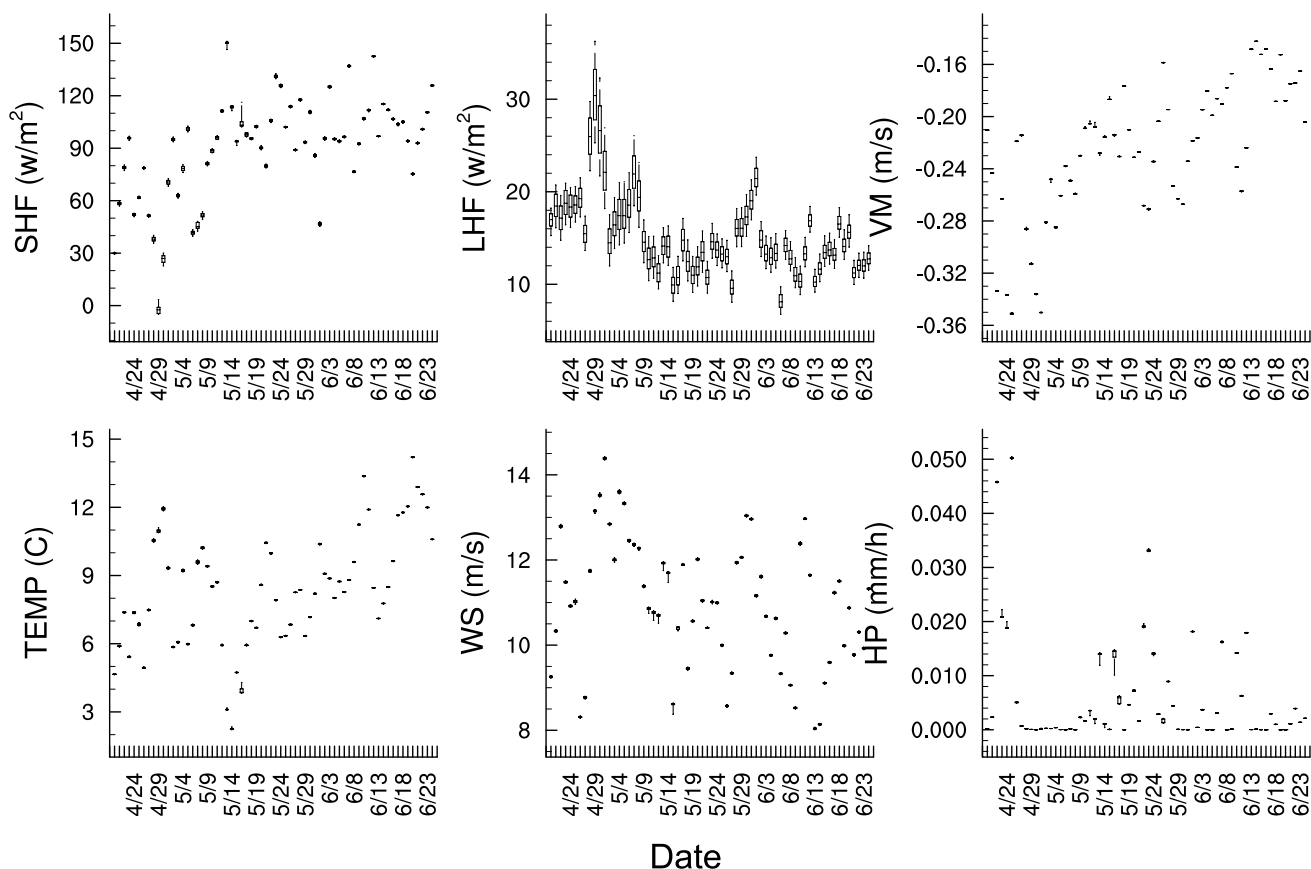 SHF (w/m²)
150
120
90
60
30
0
4/24 4/29 5/4 5/9 5/14 5/19 5/24 5/29 6/3 6/8 6/13 6/18 6/23
LHF (w/m²)
30
20
10
4/24 4/29 5/4 5/9 5/14 5/19 5/24 5/29 6/3 6/8 6/13 6/18 6/23
VM (m/s)
-0.16
-0.20
-0.24
-0.28
-0.32
-0.36
4/24 4/29 5/4 5/9 5/14 5/19 5/24 5/29 6/3 6/8 6/13 6/18 6/23
TEMP (C)
15
12
9
6
3
4/24 4/29 5/4 5/9 5/14 5/19 5/24 5/29 6/3 6/8 6/13 6/18 6/23
WS (m/s)
14
12
10
8
4/24 4/29 5/4 5/9 5/14 5/19 5/24 5/29 6/3 6/8 6/13 6/18 6/23
HP (mm/h)
0.050
0.040
0.030
0.020
0.010
0.000
4/24 4/29 5/4 5/9 5/14 5/19 5/24 5/29 6/3 6/8 6/13 6/18 6/23
Date